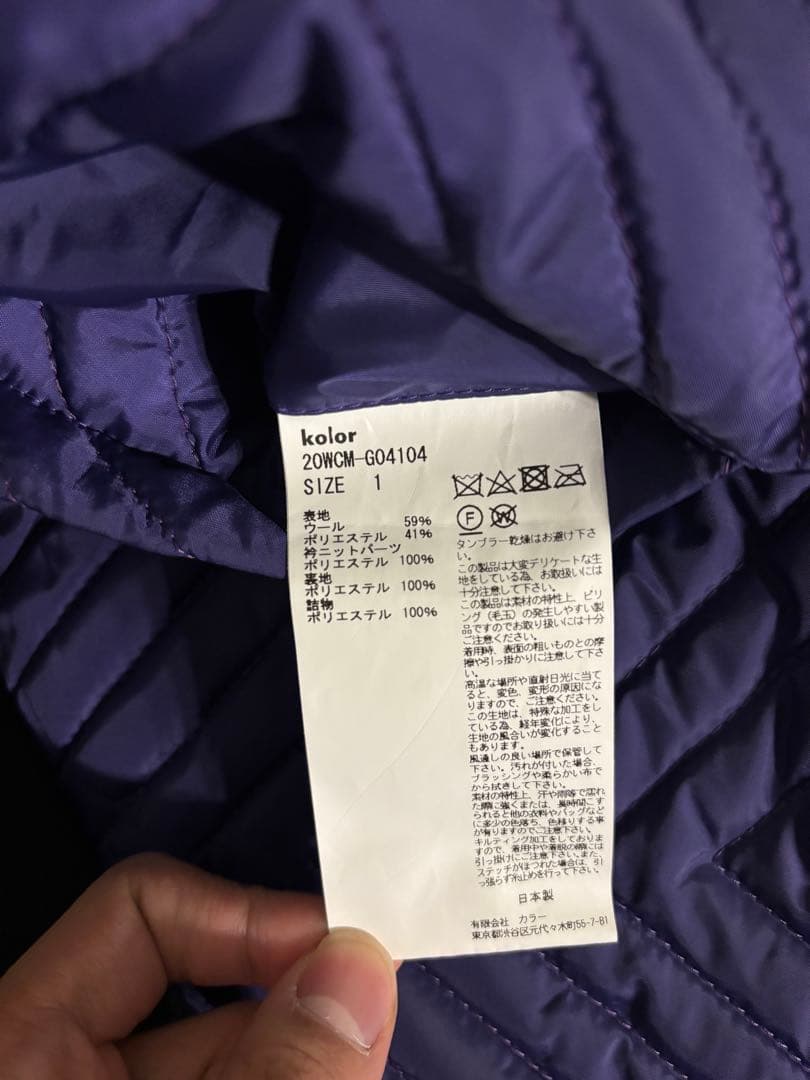 kolor
20WCM-G04104
SIZE 1
表地
ウール 59%
ポリエステル 41%
衿ニットパーツ
ポリエステル 100%
裏地
ポリエステル 100%
詰物
ポリエステル 100%
F
W
タンブラー乾燥はお避け下さ
い。
この製品は大変デリケートな生
地をしている為、お取扱いには
十分注意して下さい。
この製品は素材の特性上、ピリ
ング(毛玉)の発生しやすい製
品ですのでお取り扱いには十分
ご注意ください。
着用時、表面の粗いものとの摩
擦や引っ掛かりに注意して下さ
い。
高温な場所や直射日光に当て
ると、変色、変形の原因にな
りますので、ご注意下さい。
この生地は、特殊な加工をし
ている為、経年変化により、
生地の風合いが変化すること
もあります。
風通しの良い場所で保管して
下さい。汚れが付いた場合、
ブラッシングや柔らかい布で
から拭きして下さい。
素材の特性上、汗や雨等で濡れ
た際に強くまたは、長時間こす
られると他の衣料やバッグなど
に多少の色落ち、色移りする事
が有りますのでご注意下さい。
キルティング加工をしておりま
すので、着用中や着脱の際には
引っ掛けにご注意下さい。また、
ステッチがほつれた場合は、引
っ張らず糸止めを行って下さい。
日本製
有限会社 カラー
東京都渋谷区元代々木町55-7-B1